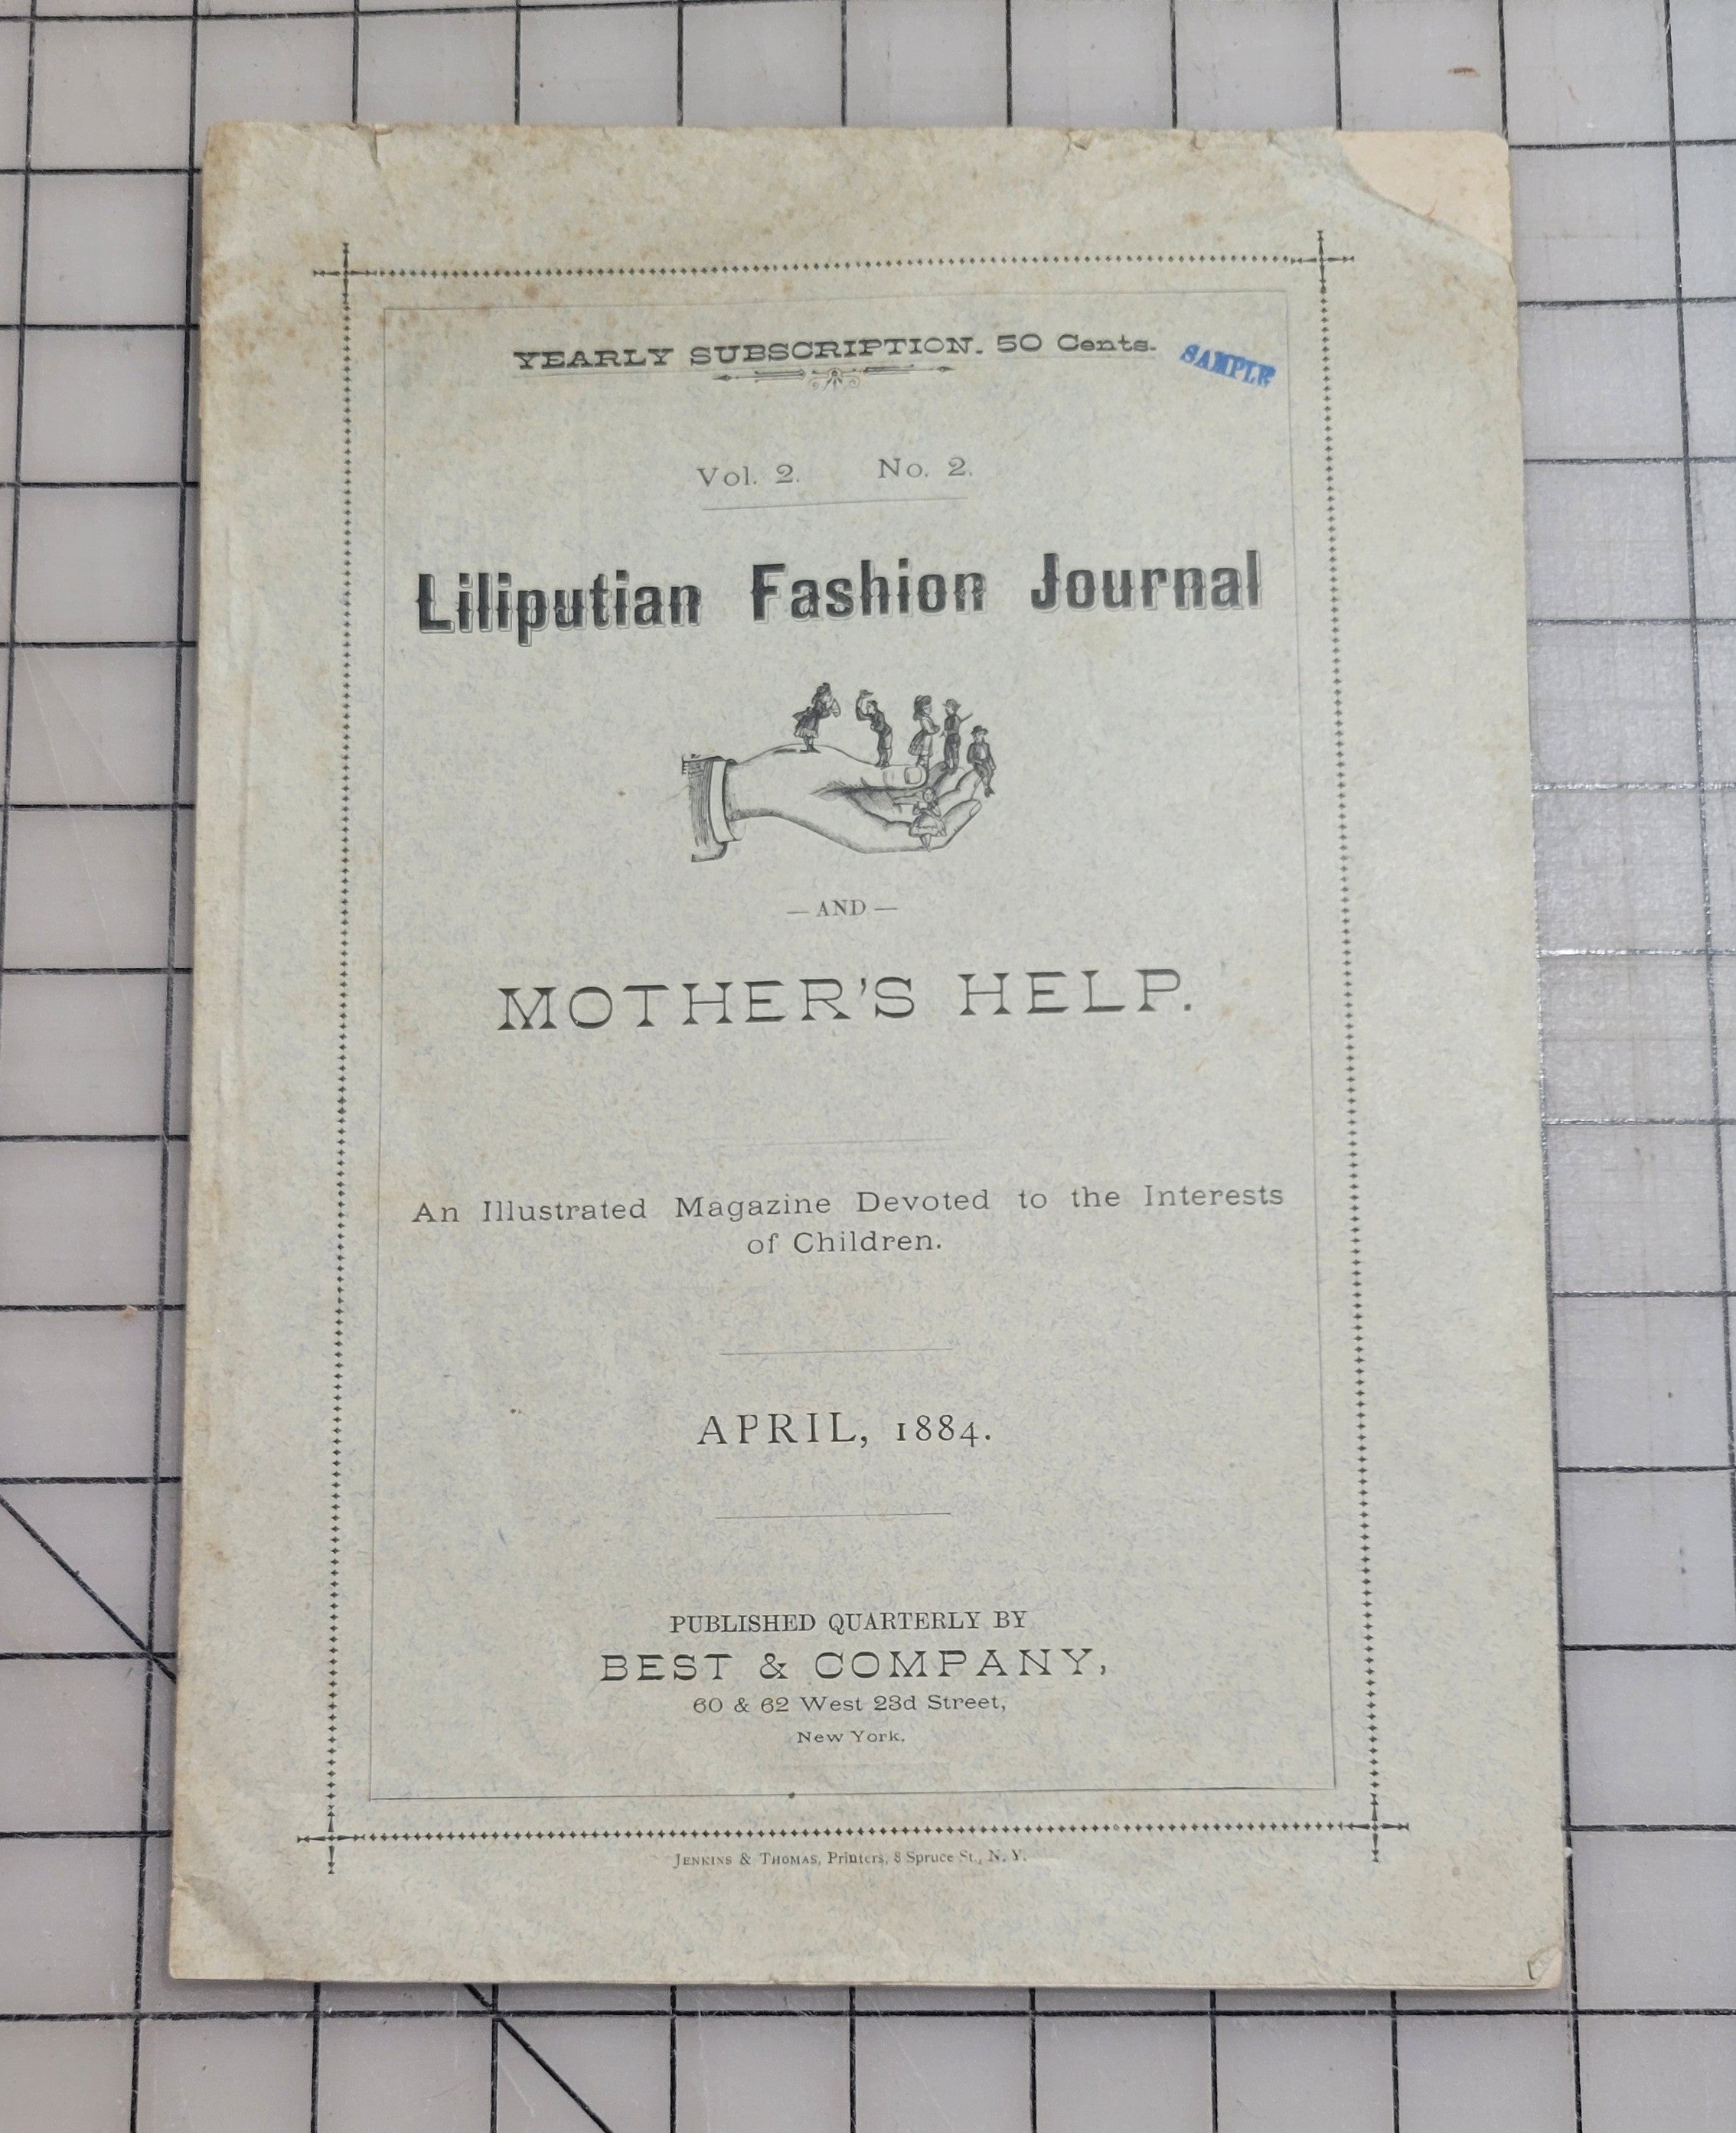 YEARLY SUBSCRIPTION. 50 Cents.
SAMPLE
Vol. 2. No. 2.
Liliputian Fashion Journal
— AND —
MOTHER'S HELP.
An Illustrated Magazine Devoted to the Interests
of Children.
APRIL, 1884.
PUBLISHED QUARTERLY BY
BEST & COMPANY,
60 & 62 West 23d Street,
New York.
JENKINS & THOMAS, Printers, 8 Spruce St., N. Y.